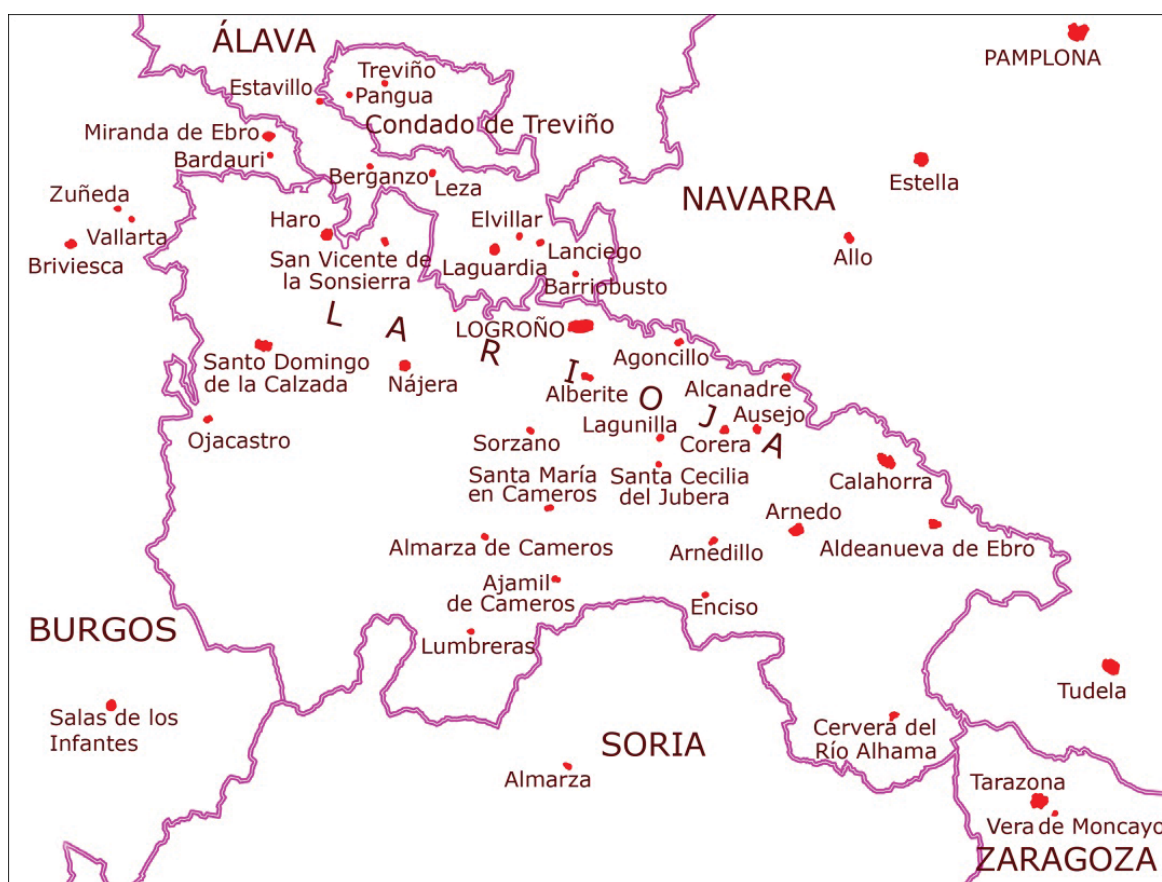 ÁLAVA
PAMPLONA
Treviño
Estavillo
Pangua
Condado de Treviño
Miranda de Ebro
Bardauri
Berganzo
Leza
Estella
NAVARRA
Zuñeda
Vallarta
Briviesca
Haro
San Vicente de
la Sonsierra
Elvillar
Lanciego
Laguardia
Barriobusto
Allo
LA RIOJA
LOGROÑO
Agoncillo
Santo Domingo
de la Calzada
Nájera
Alberite
Alcanadre
Ausejo
Ojacastro
Sorzano
Lagunilla
Corera
Santa María
en Cameros
Santa Cecilia
del Jubera
Calahorra
Arnedo
Almarza de Cameros
Arnedillo
Aldeanueva de Ebro
Ajamil
de Cameros
Enciso
BURGOS
Lumbreras
Salas de los
Infantes
SORIA
Almarza
Cervera del
Río Alhama
Tudela
Tarazona
Vera de Moncayo
ZARAGOZA